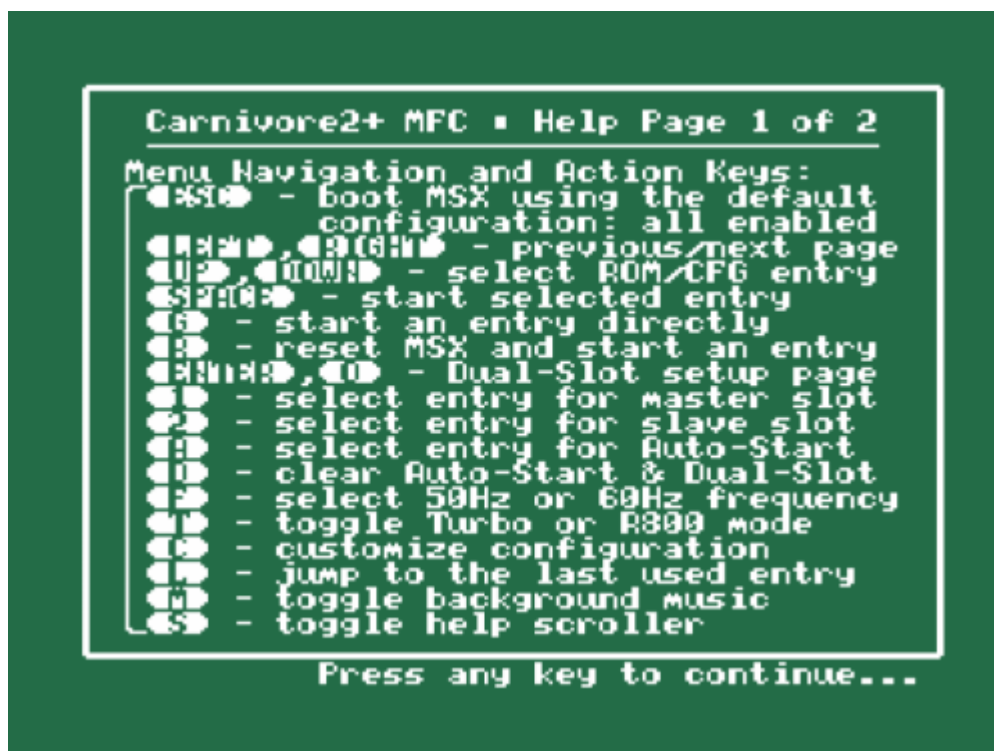 Carnivore2+ MFC ▪ Help Page 1 of 2
Menu Navigation and Action Keys:
ESC - boot MSX using the default
configuration: all enabled
LEFT,RIGHT - previous/next page
UP,DOWN - select ROM/CFG entry
SPACE - start selected entry
G - start an entry directly
R - reset MSX and start an entry
ENTER,D - Dual-Slot setup page
1 - select entry for master slot
2 - select entry for slave slot
A - select entry for Auto-Start
- clear Auto-Start & Dual-Slot
F - select 50Hz or 60Hz frequency
T - toggle Turbo or R800 mode
C - customize configuration
- jump to the last used entry
- toggle background music
S - toggle help scroller
Press any key to continue...